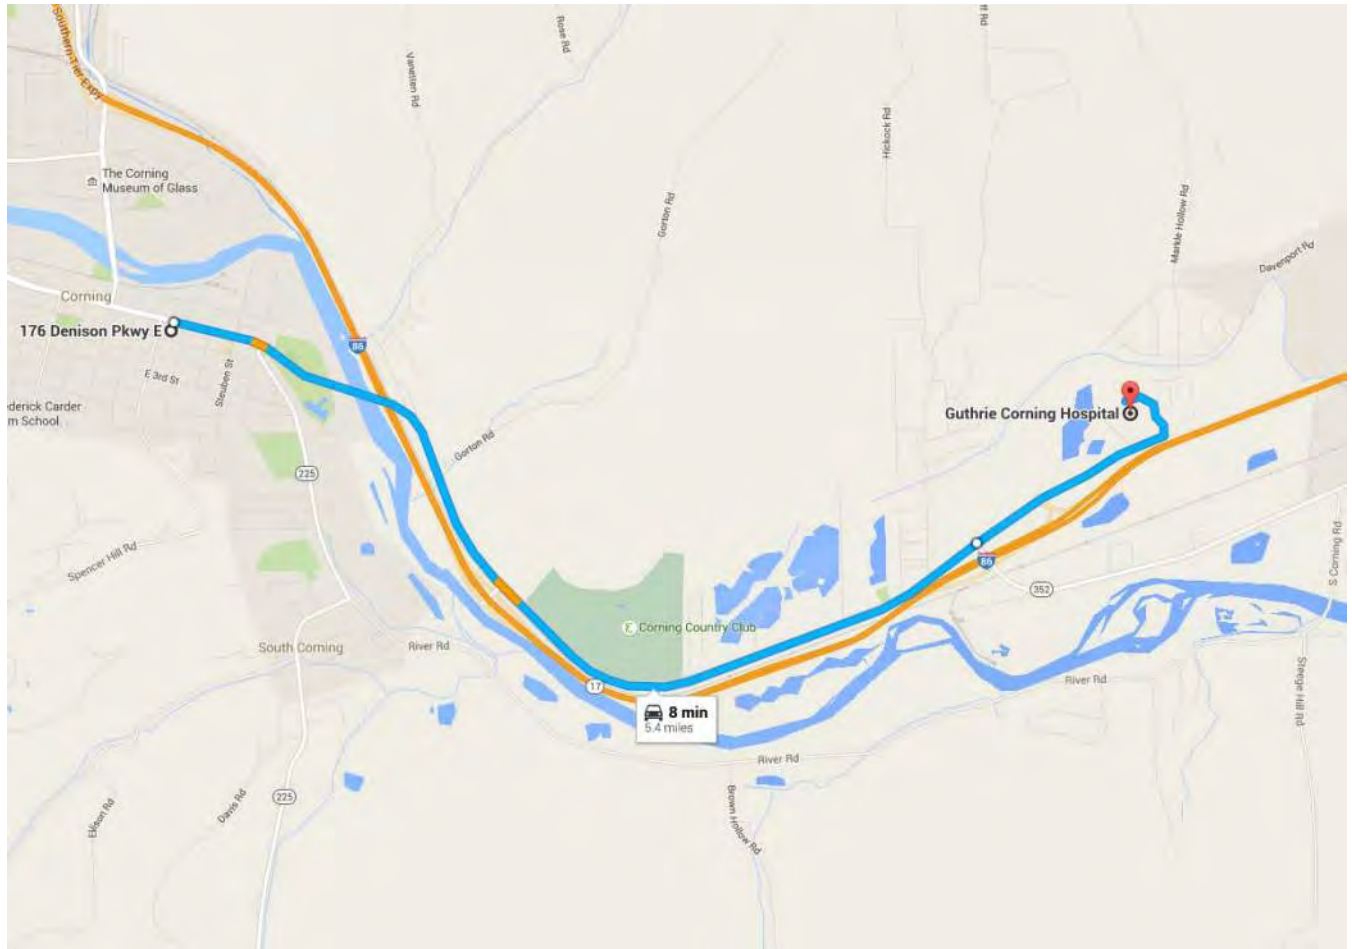 Southern Tier Expy
Rose Rd
Vanetten Rd
Hickock Rd
Rd
The Corning
Museum of Glass
Gorton Rd
Markle Hollow Rd
Davenport Rd
Corning
176 Denison Pkwy E
86
E 3rd St
Steuben St
ederick Carder
m School
Guthrie Corning Hospital
Gorton Rd
225
Spencer Hill Rd
S Corning Rd
86
352
Corning Country Club
South Corning
River Rd
17
River Rd
Steege Hill Rd
8 min
5.4 miles
River Rd
225
Davis Rd
Brown Hollow Rd